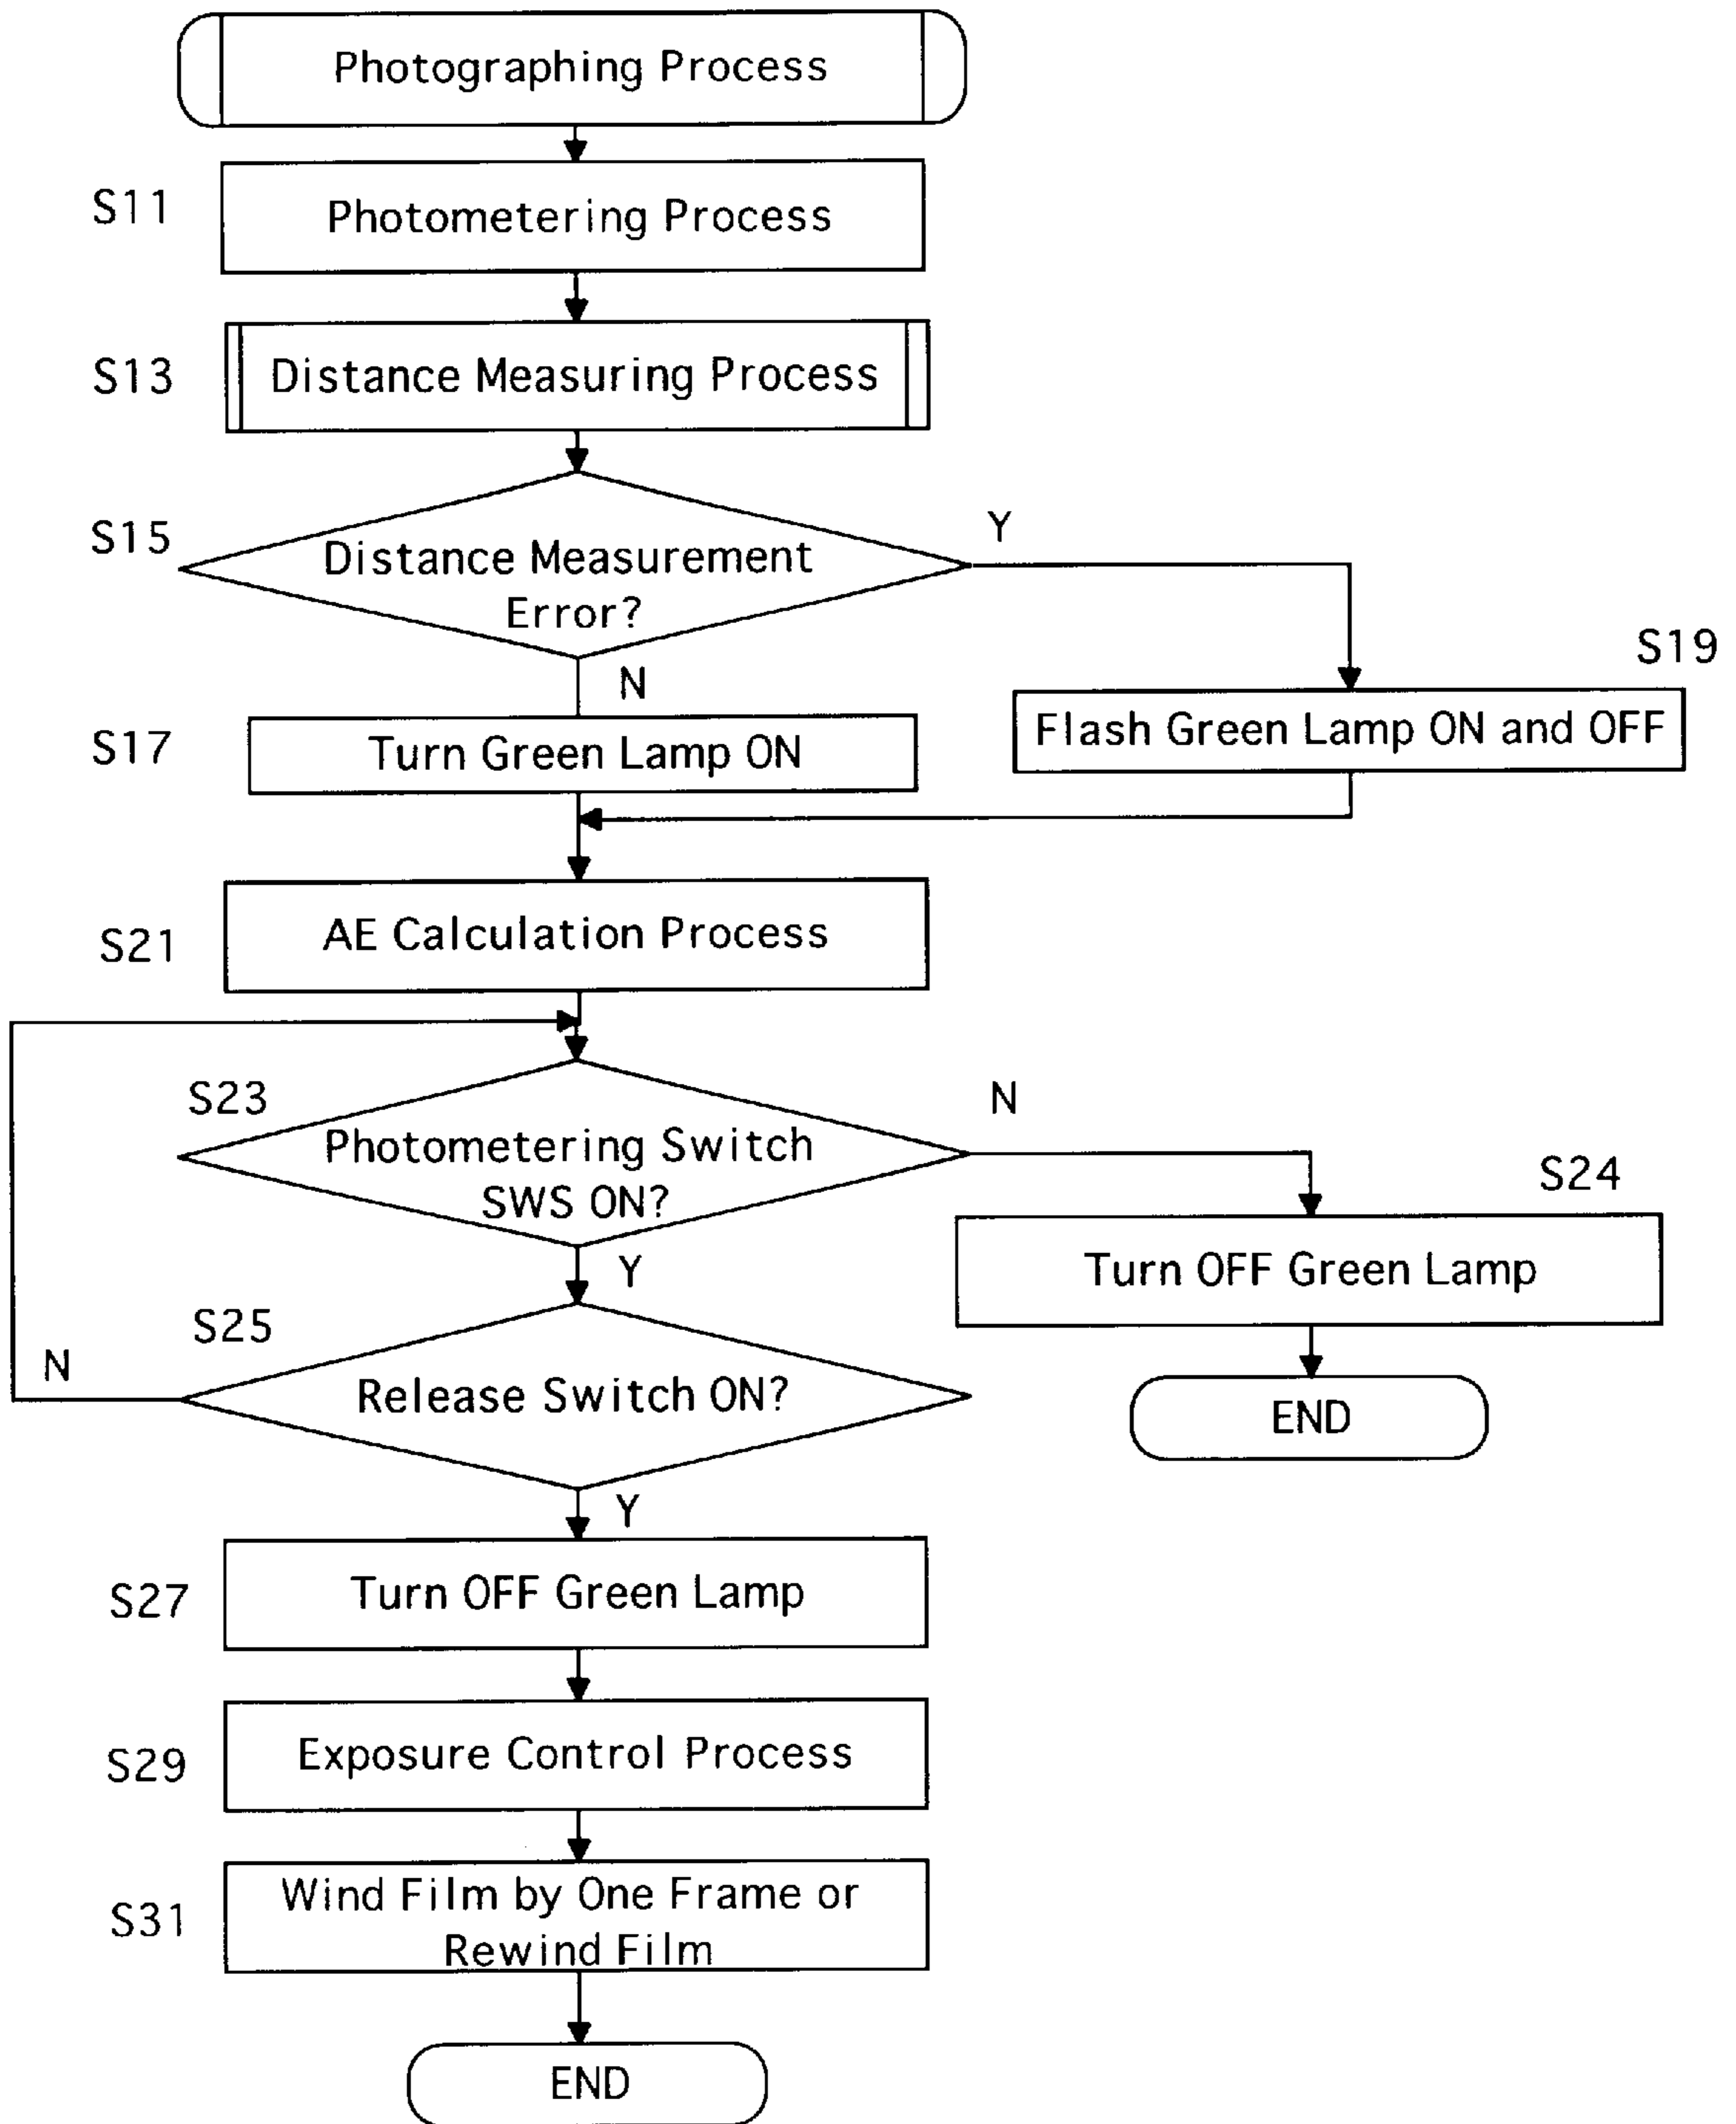 Photographing Process
S11
Photometering Process
S13
Distance Measuring Process
S15
Distance Measurement
Error?
Y
N
S19
Flash Green Lamp ON and OFF
S17
Turn Green Lamp ON
S21
AE Calculation Process
S23
Photometering Switch
SWS ON?
N
Y
S24
Turn OFF Green Lamp
END
S25
Release Switch ON?
N
Y
S27
Turn OFF Green Lamp
S29
Exposure Control Process
S31
Wind Film by One Frame or
Rewind Film
END